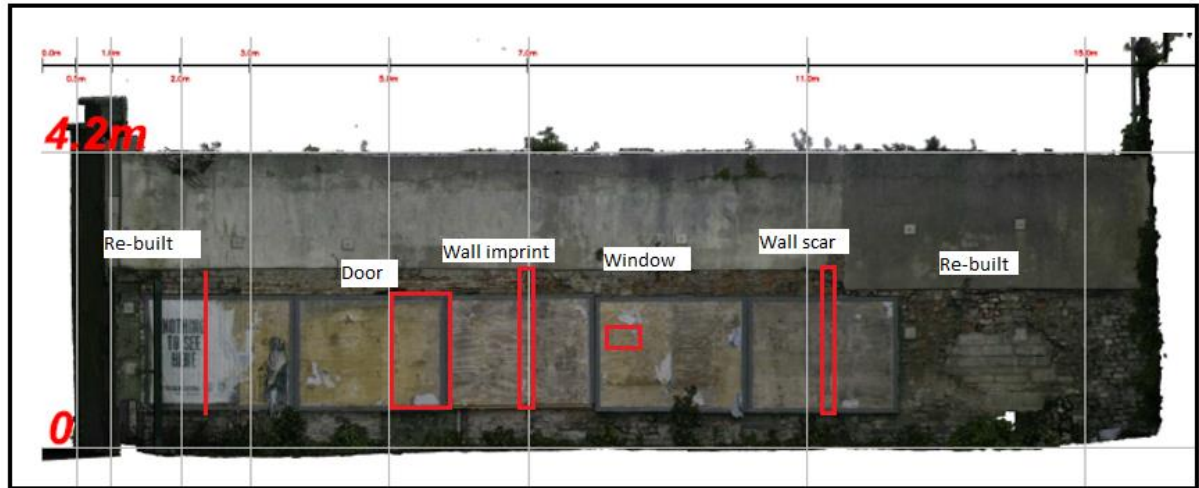 0.0m 1.0m 3.0m 7.0m 15.0m
0.5m 2.0m 5.0m 11.0m
4.2m
Re-built
Door
Wall imprint
Window
Wall scar
Re-built
NOTHING
TO SEE
HERE
0